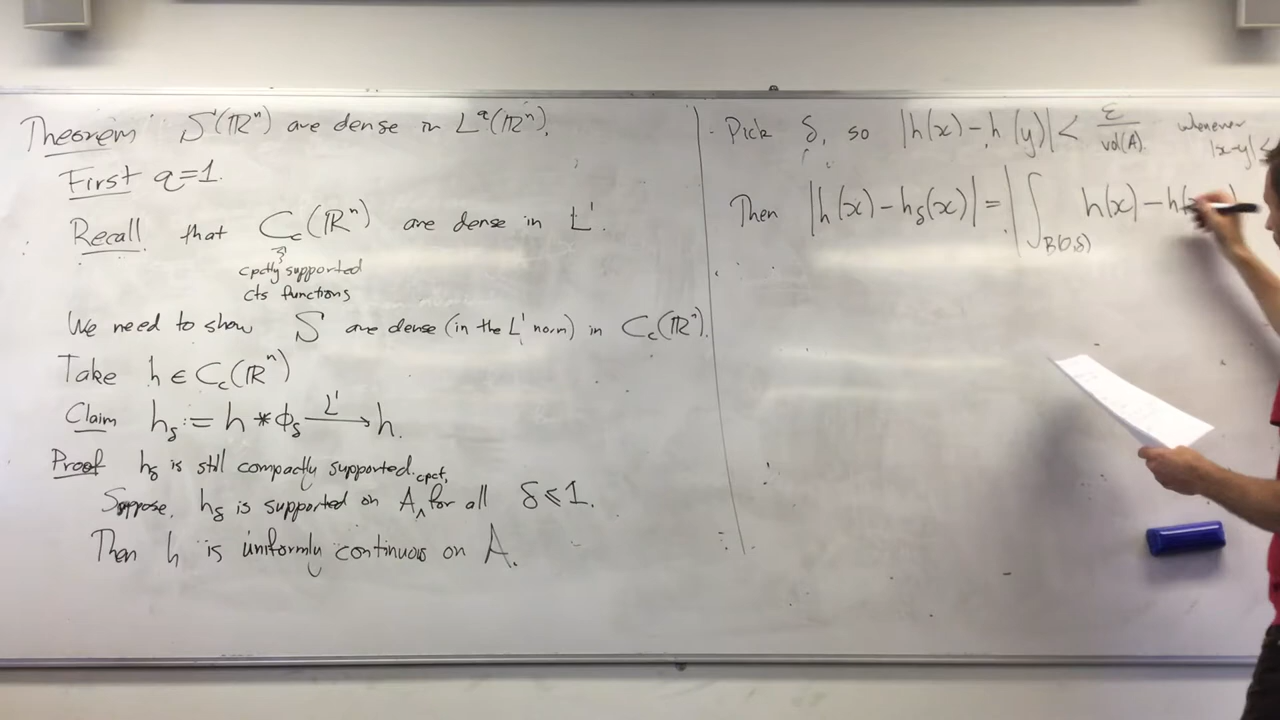 Theorem: S(ℝⁿ) are dense in L^q(ℝⁿ).
First q=1.
Recall that C_c(ℝⁿ) are dense in L¹.
cpctly supported
cts functions
We need to show S are dense (in the L¹ norm) in C_c(ℝⁿ).
Take h ∈ C_c(ℝⁿ)
Claim h_δ := h * ϕ_δ —L¹→ h.
Proof h_δ is still compactly supported.
cpct,
Suppose h_δ is supported on A, for all δ ≤ 1.
Then h is uniformly continuous on A.
Pick δ, so |h(x) - h(y)| < ε/vol(A) whenever
|x-y| ≤
Then |h(x) - h_δ(x)| = |∫_B(0,δ) h(x) - h(